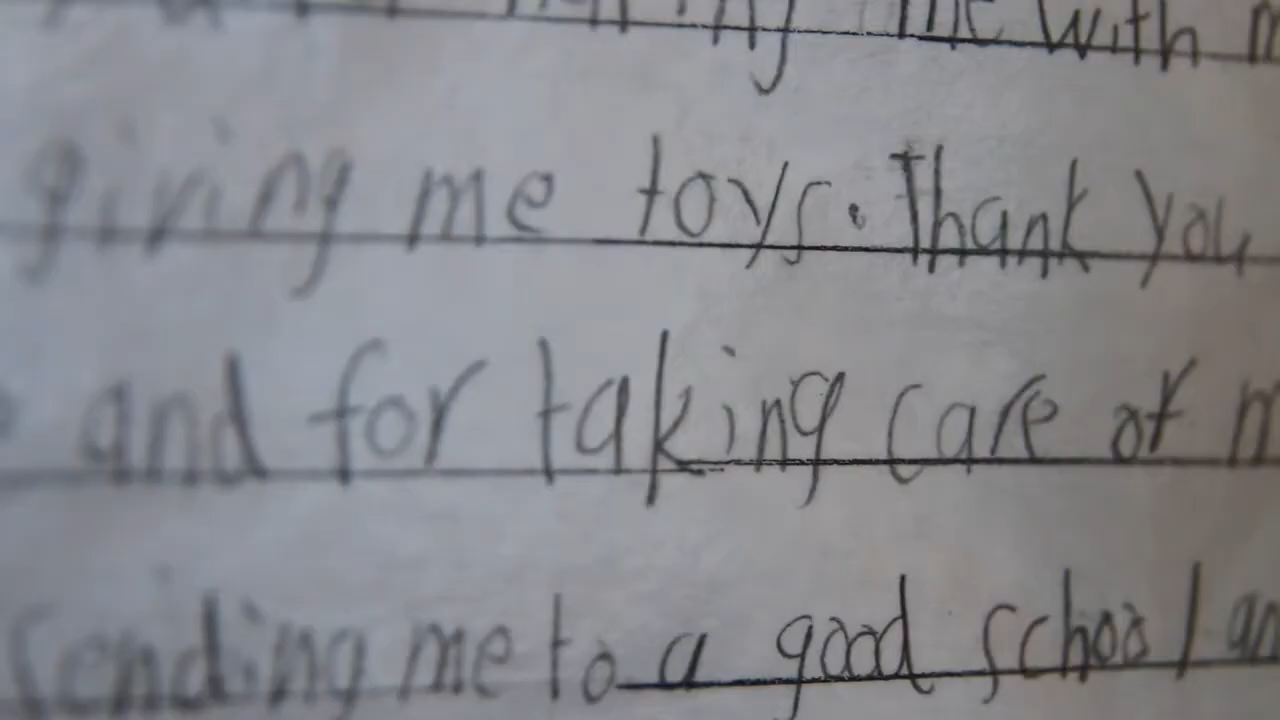 me with
giving me toys. Thank you
and for taking care of
sending me to a good school